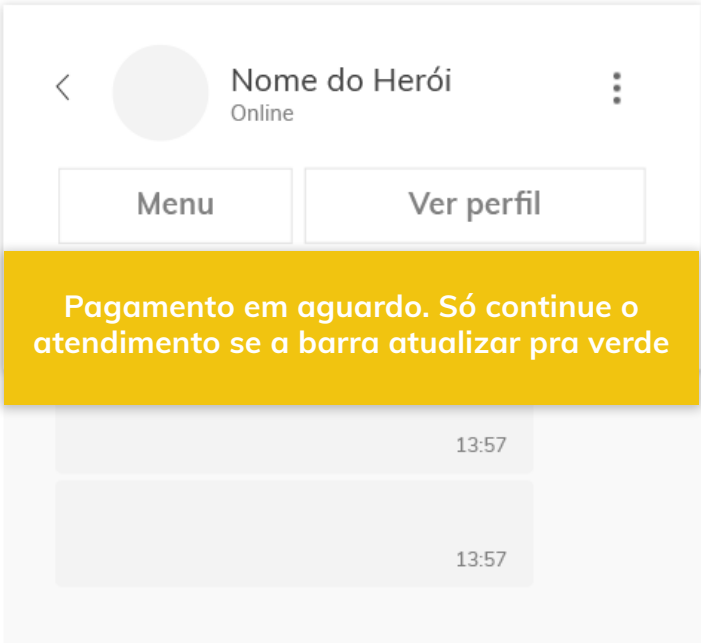 Nome do Herói
Online
Menu
Ver perfil
Pagamento em aguardo. Só continue o
atendimento se a barra atualizar pra verde
13:57
13:57